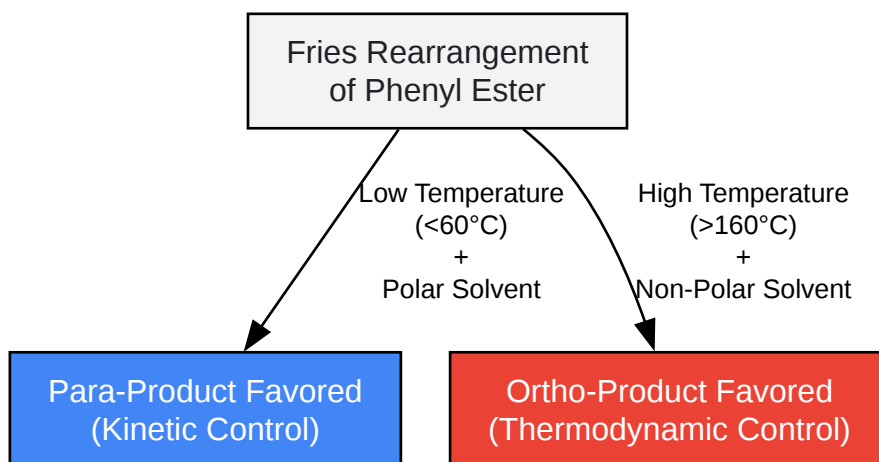 Fries Rearrangement
of Phenyl Ester
Low Temperature
(<60°C)
+
Polar Solvent
High Temperature
(>160°C)
+
Non-Polar Solvent
Para-Product Favored
(Kinetic Control)
Ortho-Product Favored
(Thermodynamic Control)